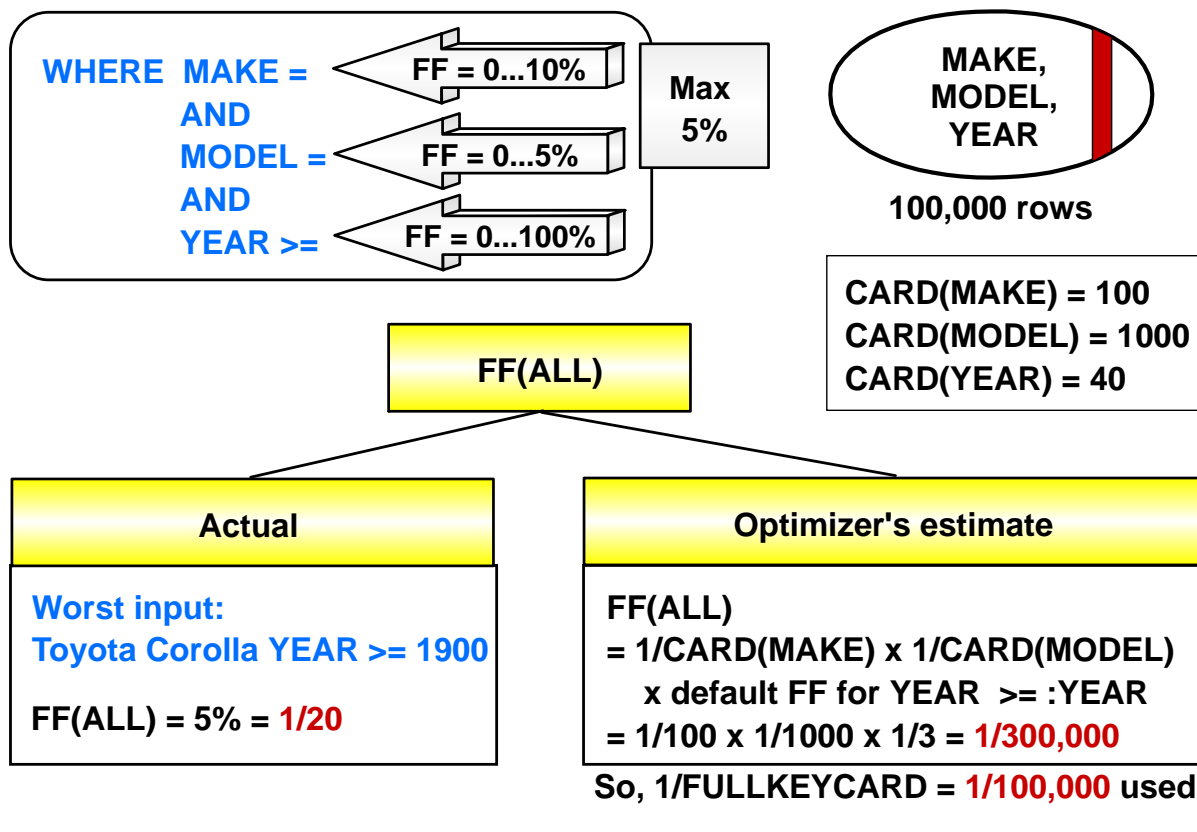 WHERE MAKE =
FF = 0...10%
AND
MODEL =
FF = 0...5%
AND
YEAR >=
FF = 0...100%
Max
5%
MAKE,
MODEL,
YEAR
100,000 rows
CARD(MAKE) = 100
CARD(MODEL) = 1000
CARD(YEAR) = 40
FF(ALL)
Actual
Worst input:
Toyota Corolla YEAR >= 1900
FF(ALL) = 5% = 1/20
Optimizer's estimate
FF(ALL)
= 1/CARD(MAKE) x 1/CARD(MODEL)
x default FF for YEAR >= :YEAR
= 1/100 x 1/1000 x 1/3 = 1/300,000
So, 1/FULLKEYCARD = 1/100,000 used